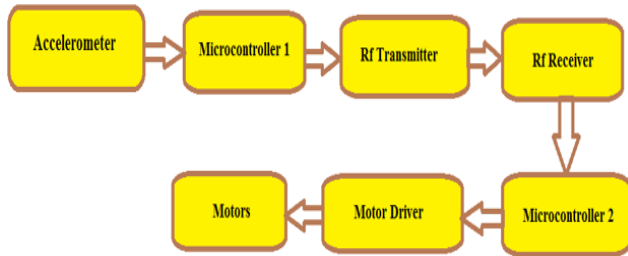 Accelerometer
Microcontroller 1
Rf Transmitter
Rf Receiver
Microcontroller 2
Motor Driver
Motors